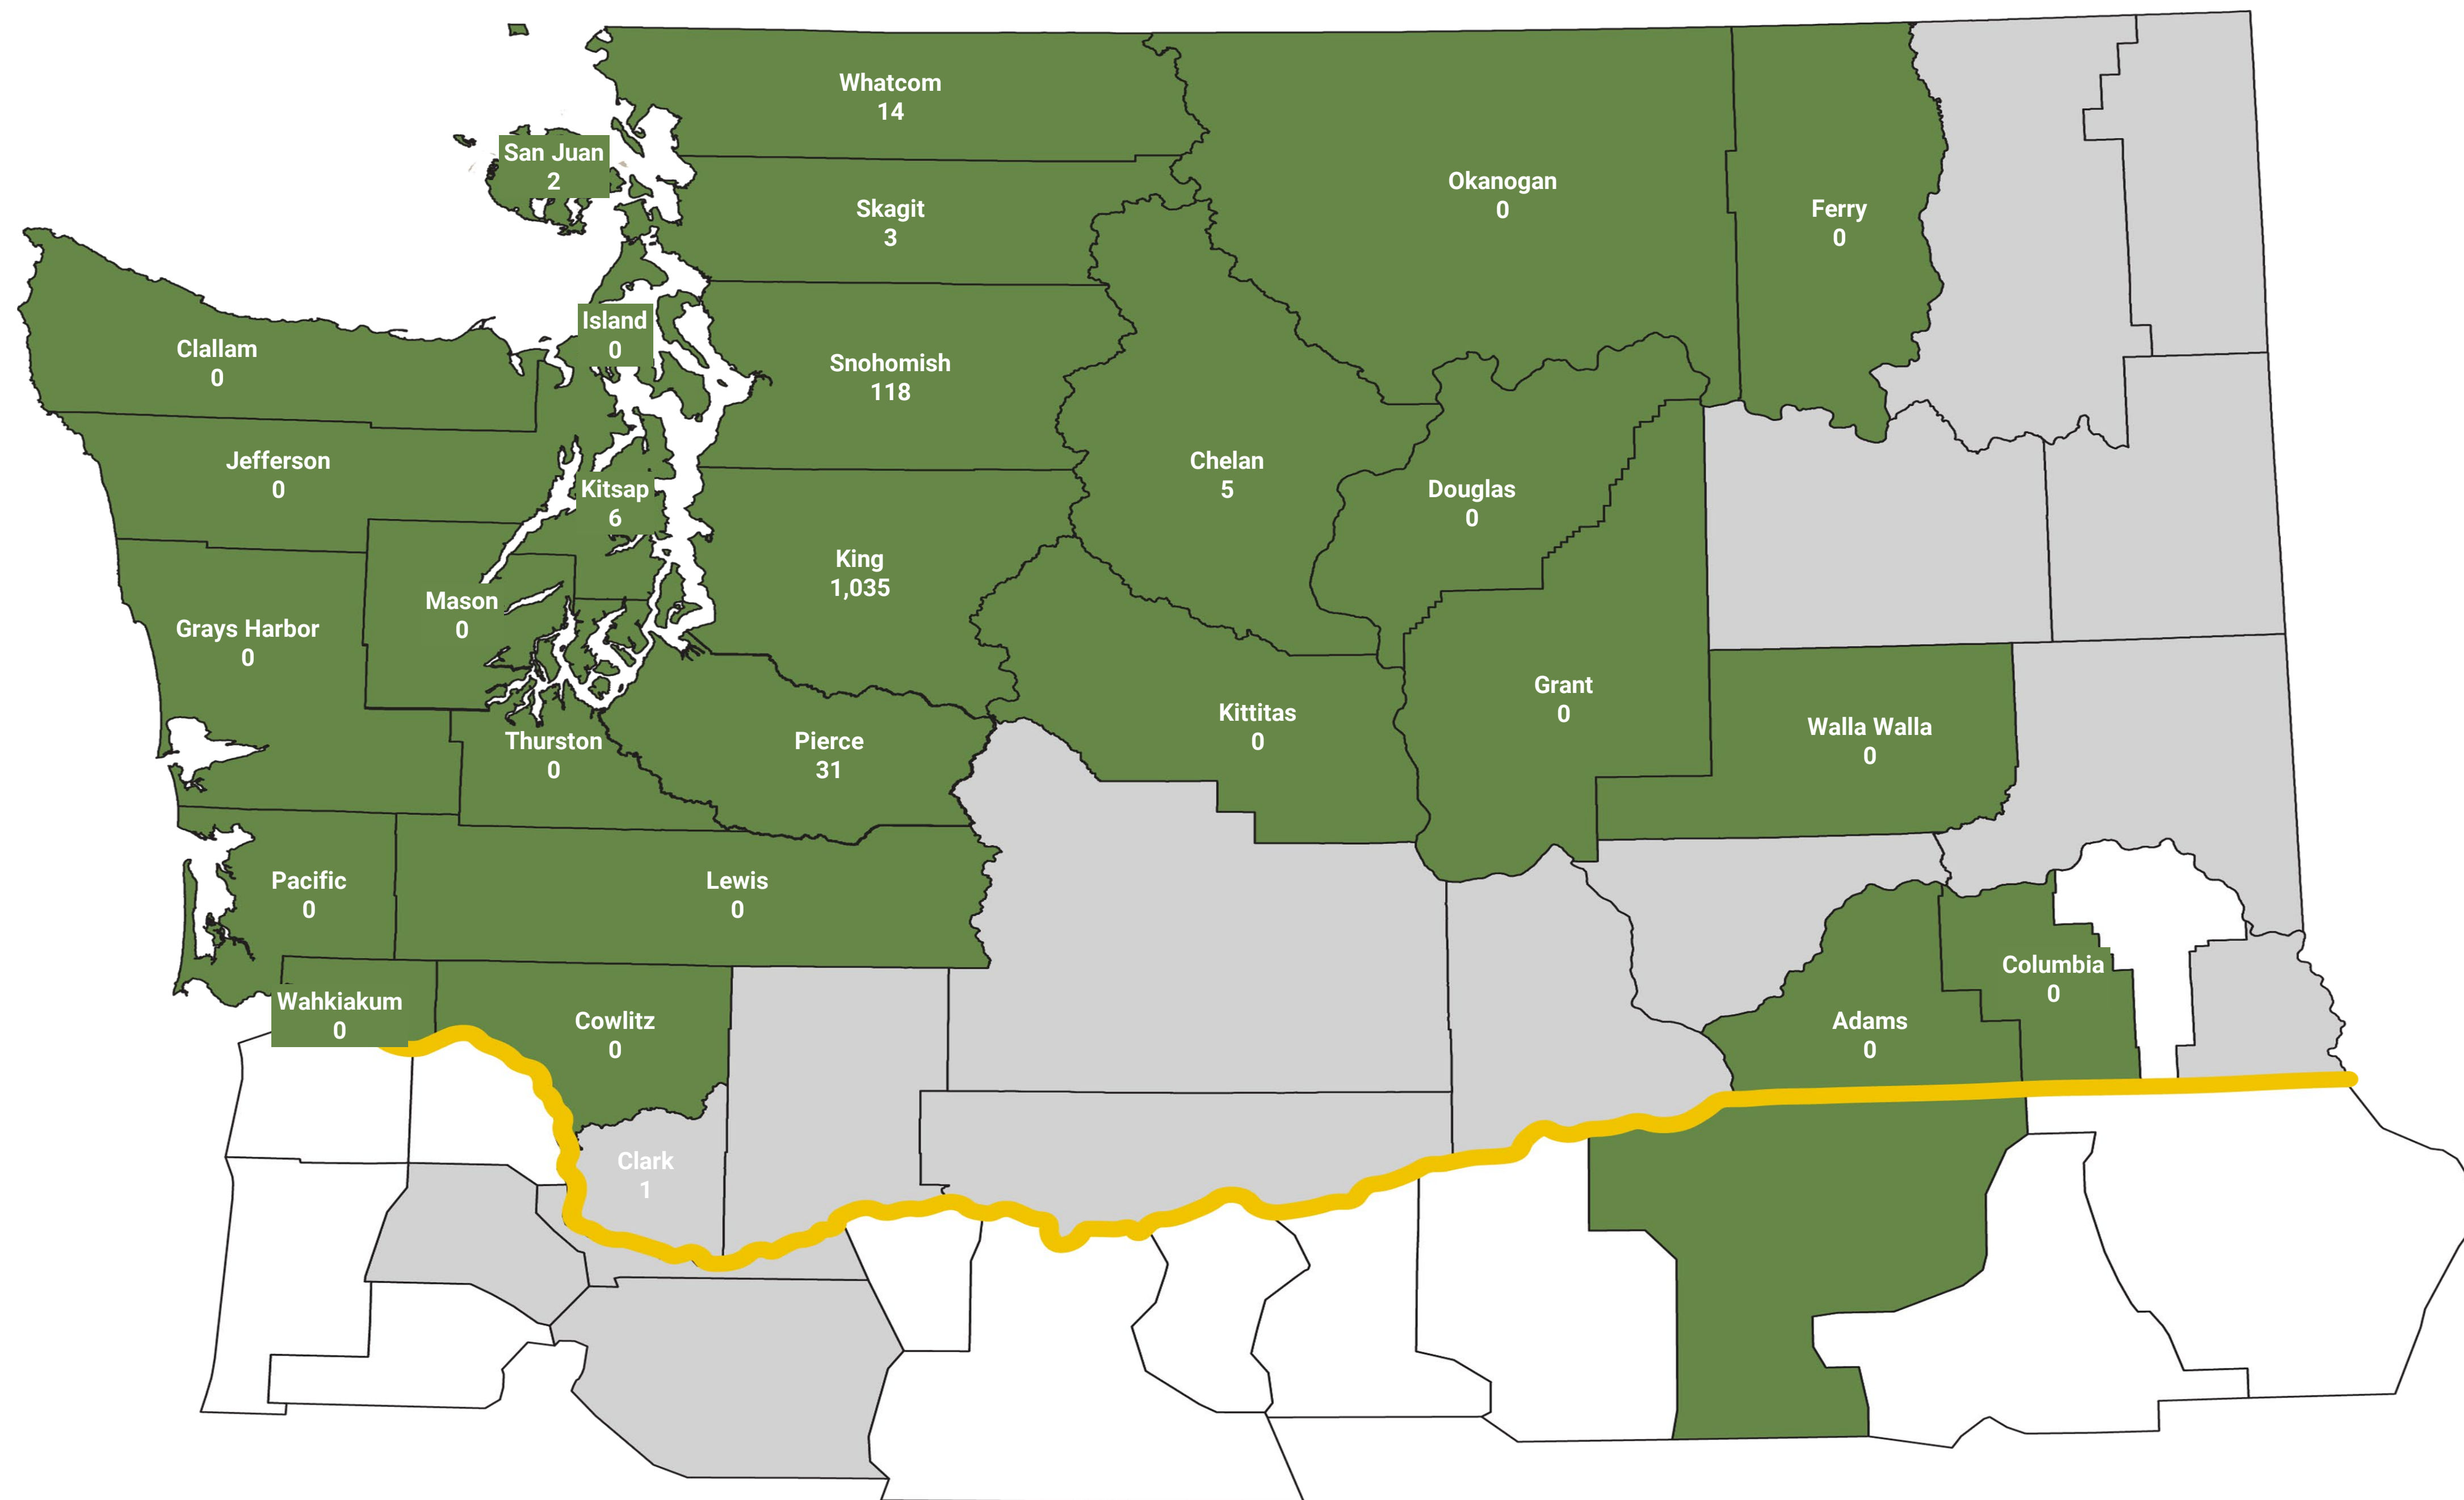 Whatcom
14
San Juan
2
Okanogan
0
Skagit
3
Ferry
0
Island
0
Clallam
0
Snohomish
118
Jefferson
0
Kitsap
6
Chelan
5
Douglas
0
King
1,035
Mason
0
Grays Harbor
0
Grant
0
Kittitas
0
Walla Walla
0
Thurston
0
Pierce
31
Pacific
0
Lewis
0
Columbia
0
Wahkiakum
0
Cowlitz
0
Adams
0
Clark
1